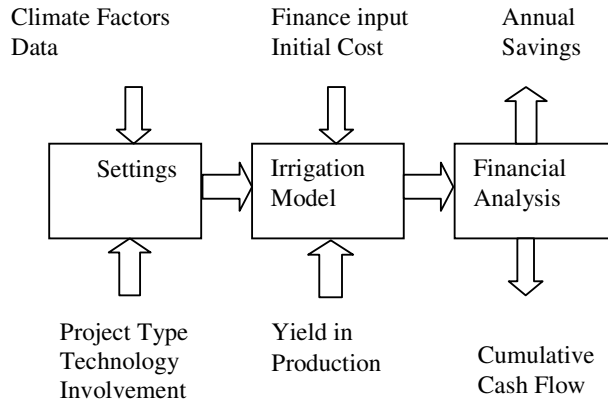 Climate Factors
Data
Finance input
Initial Cost
Annual
Savings
Settings
Irrigation
Model
Financial
Analysis
Project Type
Technology
Involvement
Yield in
Production
Cumulative
Cash Flow